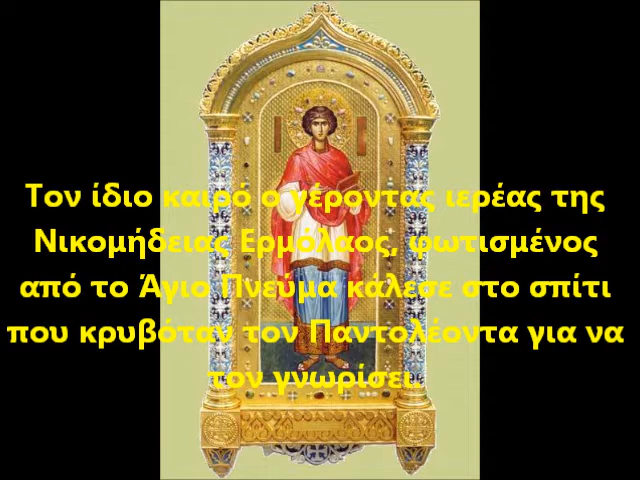 Τον ίδιο καιρό ο γέροντας ιερέας της
Νικομήδειας Ερμόλαος, φωτισμένος
από το Άγιο Πνεύμα κάλεσε στο σπίτι
που κρυβόταν τον Παντολέοντα για να
τον γνωρίσει.